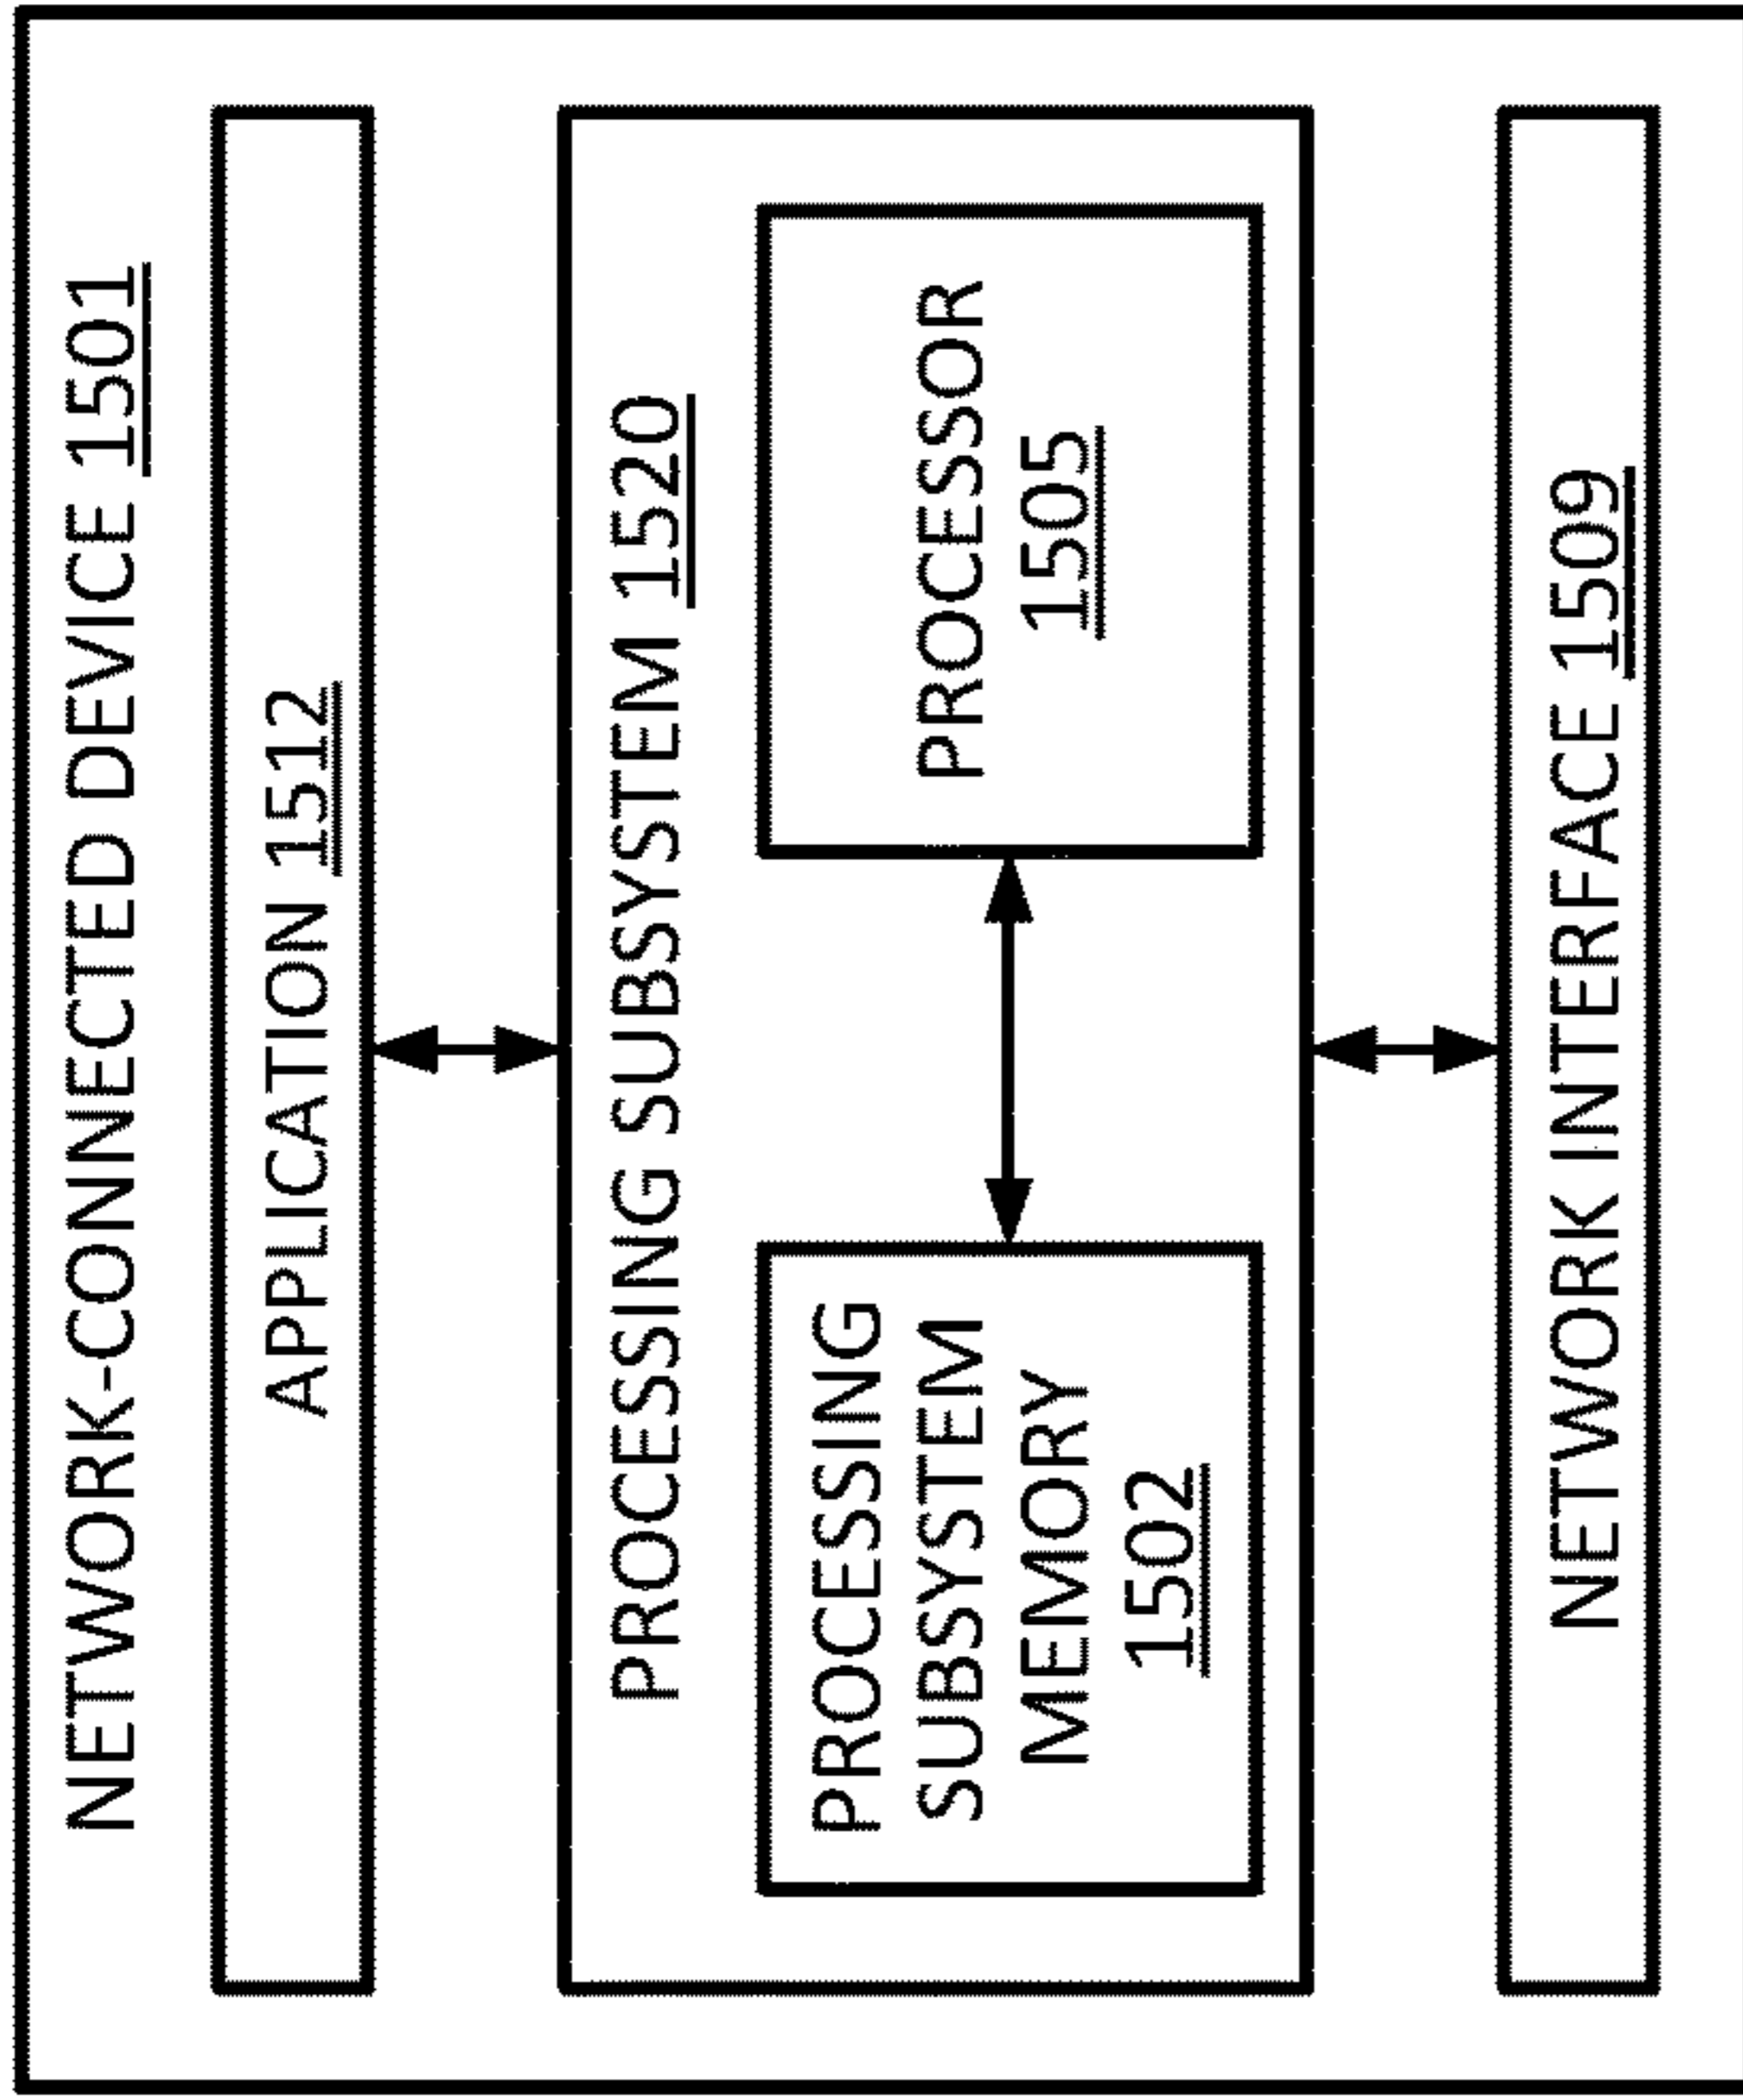 NETWORK-CONNECTED DEVICE 1501
APPLICATION 1512
PROCESSING SUBSYSTEM 1520
PROCESSING
SUBSYSTEM
MEMORY
1502
PROCESSOR
1505
NETWORK INTERFACE 1509